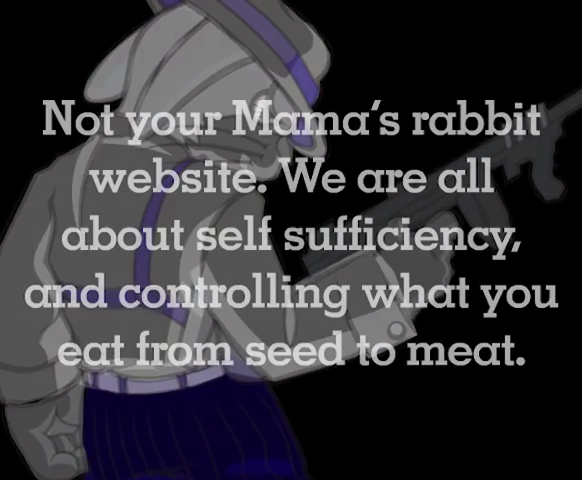 Not your Mama's rabbit
website. We are all
about self sufficiency,
and controlling what you
eat from seed to meat.